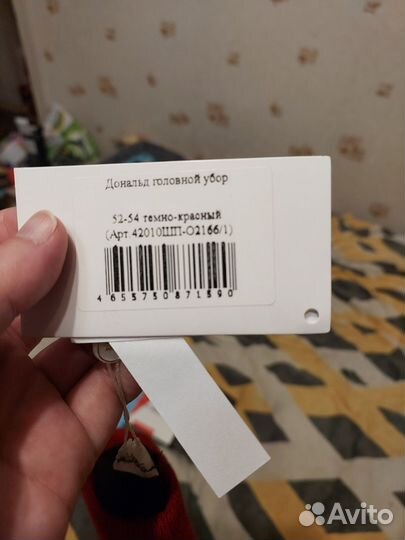 Дональд головной убор
52-54 темно-красный
(Арт 42010ШП-О2166/1)
4 655750 871590
Avito